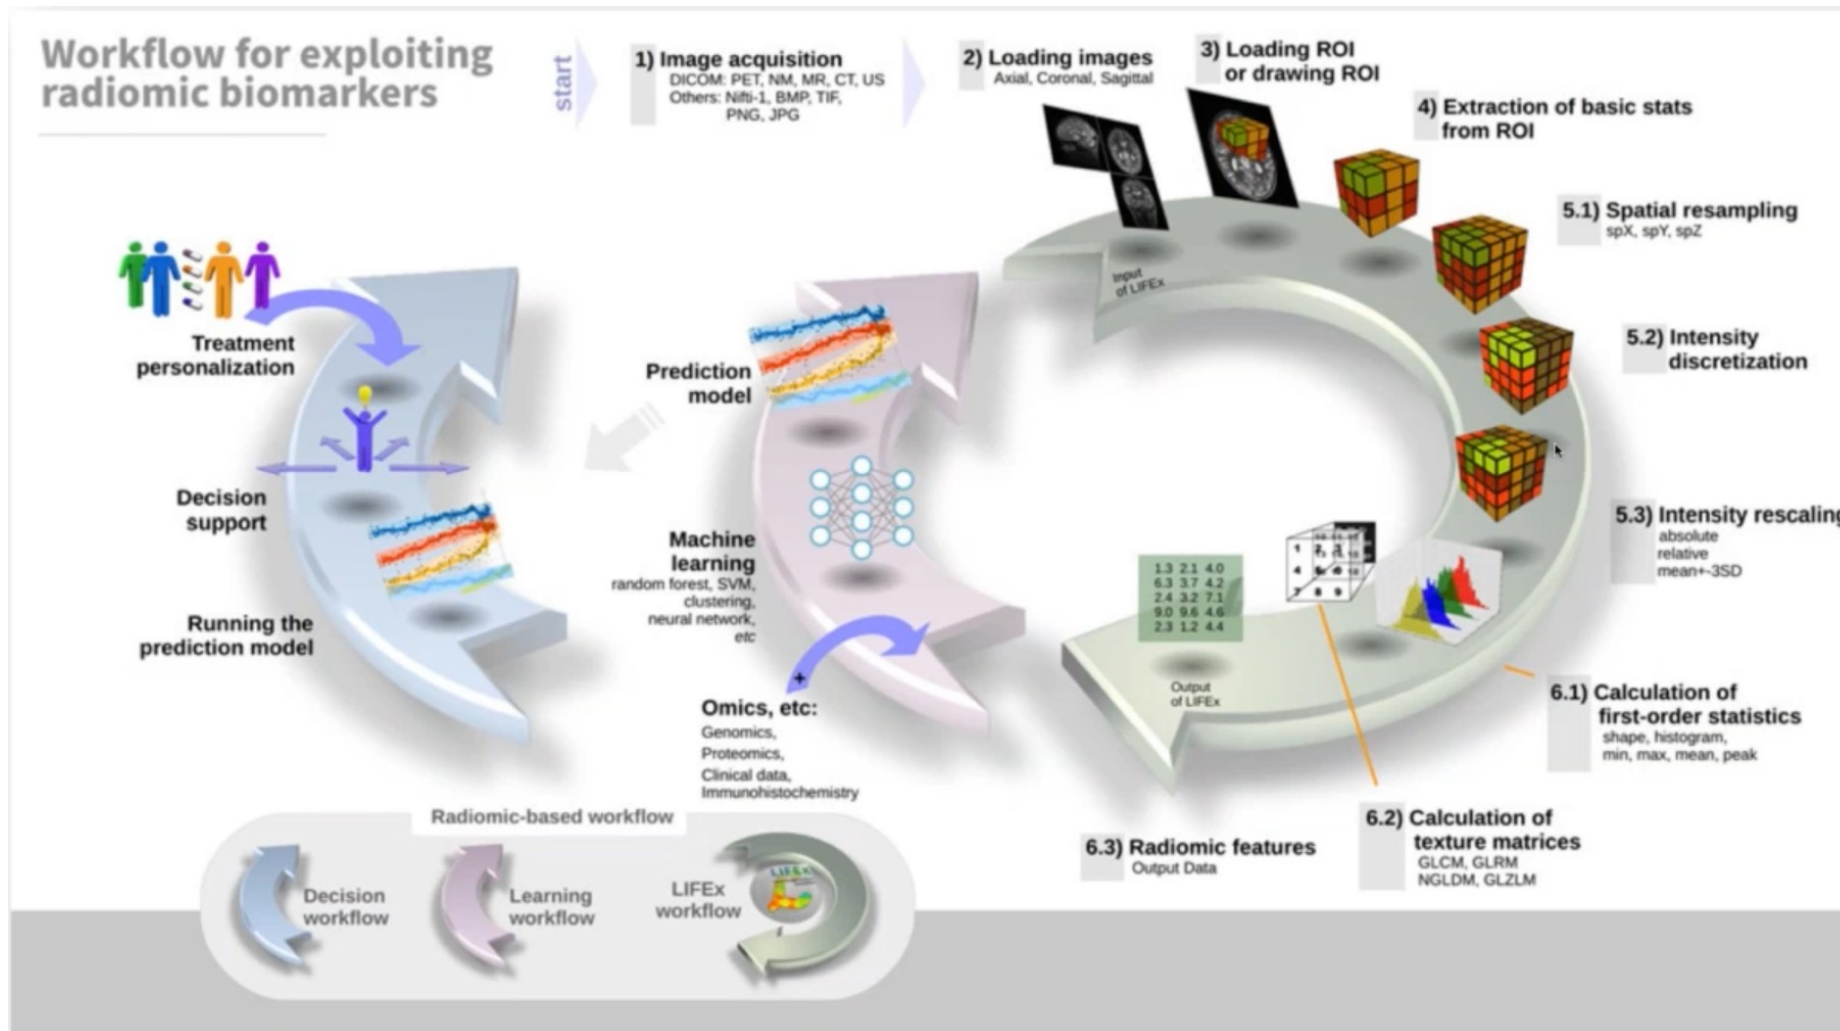 Workflow for exploiting
radiomic biomarkers
start
1) Image acquisition
DICOM: PET, NM, MR, CT, US
Others: Nifti-1, BMP, TIF,
PNG, JPG
2) Loading images
Axial, Coronal, Sagittal
3) Loading ROI
or drawing ROI
4) Extraction of basic stats
from ROI
5.1) Spatial resampling
spX, spY, spZ
5.2) Intensity
discretization
5.3) Intensity rescaling
absolute
relative
mean+-3SD
Input
of LIFEx
1 2 3
4
7 8 9
1.3 2.1 4.0
6.3 3.7 4.2
2.4 3.2 7.1
9.0 9.6 4.6
2.3 1.2 4.4
Output
of LIFEx
6.1) Calculation of
first-order statistics
shape, histogram,
min, max, mean, peak
6.2) Calculation of
texture matrices
GLCM, GLRM
NGLDM, GLZLM
6.3) Radiomic features
Output Data
Prediction
model
Machine
learning
random forest, SVM,
clustering,
neural network,
etc
+
Omics, etc:
Genomics,
Proteomics,
Clinical data,
Immunohistochemistry
Treatment
personalization
Decision
support
Running the
prediction model
Radiomic-based workflow
Decision
workflow
Learning
workflow
LIFEx
workflow
LIFEx